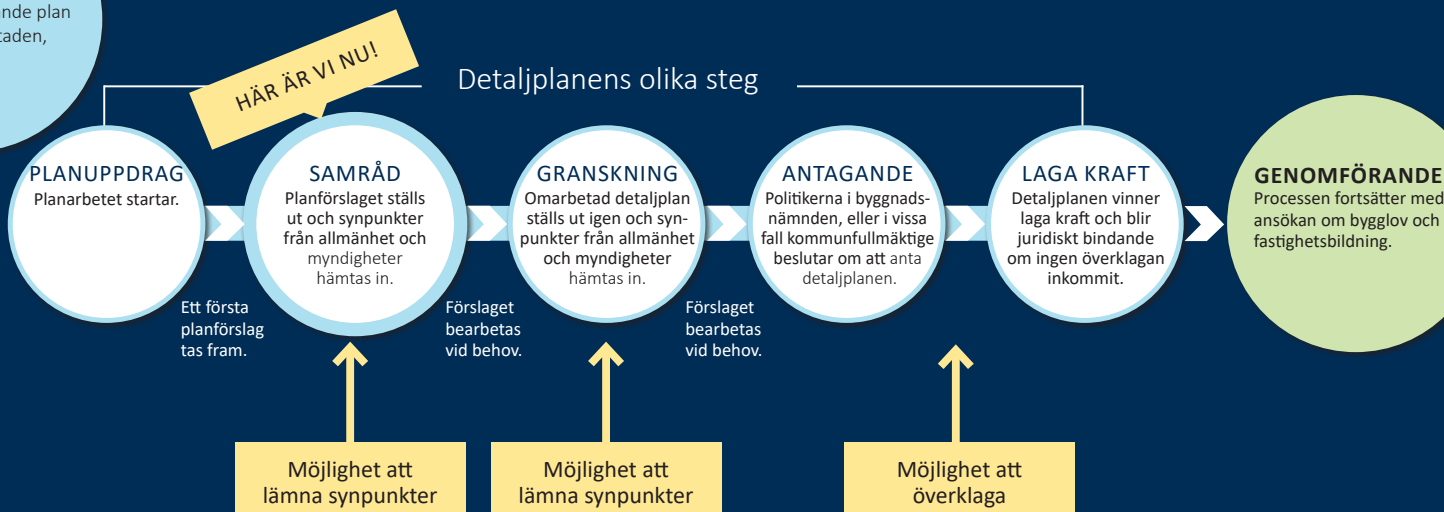 plan
HÄR ÄR VI NU!
Detaljplanens olika steg
PLANUPPDRAG
Planarbetet startar.
Ett första
planförslag
tas fram.
SAMRÅD
Planförslaget ställs
ut och synpunkter
från allmänhet och
myndigheter
hämtas in.
Förslaget
bearbetas
vid behov.
GRANSKNING
Omarbetad detaljplan
ställs ut igen och syn-
punkter från allmänhet
och myndigheter
hämtas in.
Förslaget
bearbetas
vid behov.
ANTAGANDE
Politikerna i byggnads-
nämnden, eller i vissa
fall kommunfullmäktige
beslutar om att anta
detaljplanen.
LAGA KRAFT
Detaljplanen vinner
laga kraft och blir
juridiskt bindande
om ingen överklagan
inkommit.
GENOMFÖRANDE
Processen fortsätter med
ansökan om bygglov och
fastighetsbildning.
Möjlighet att
lämna synpunkter
Möjlighet att
lämna synpunkter
Möjlighet att
överklaga